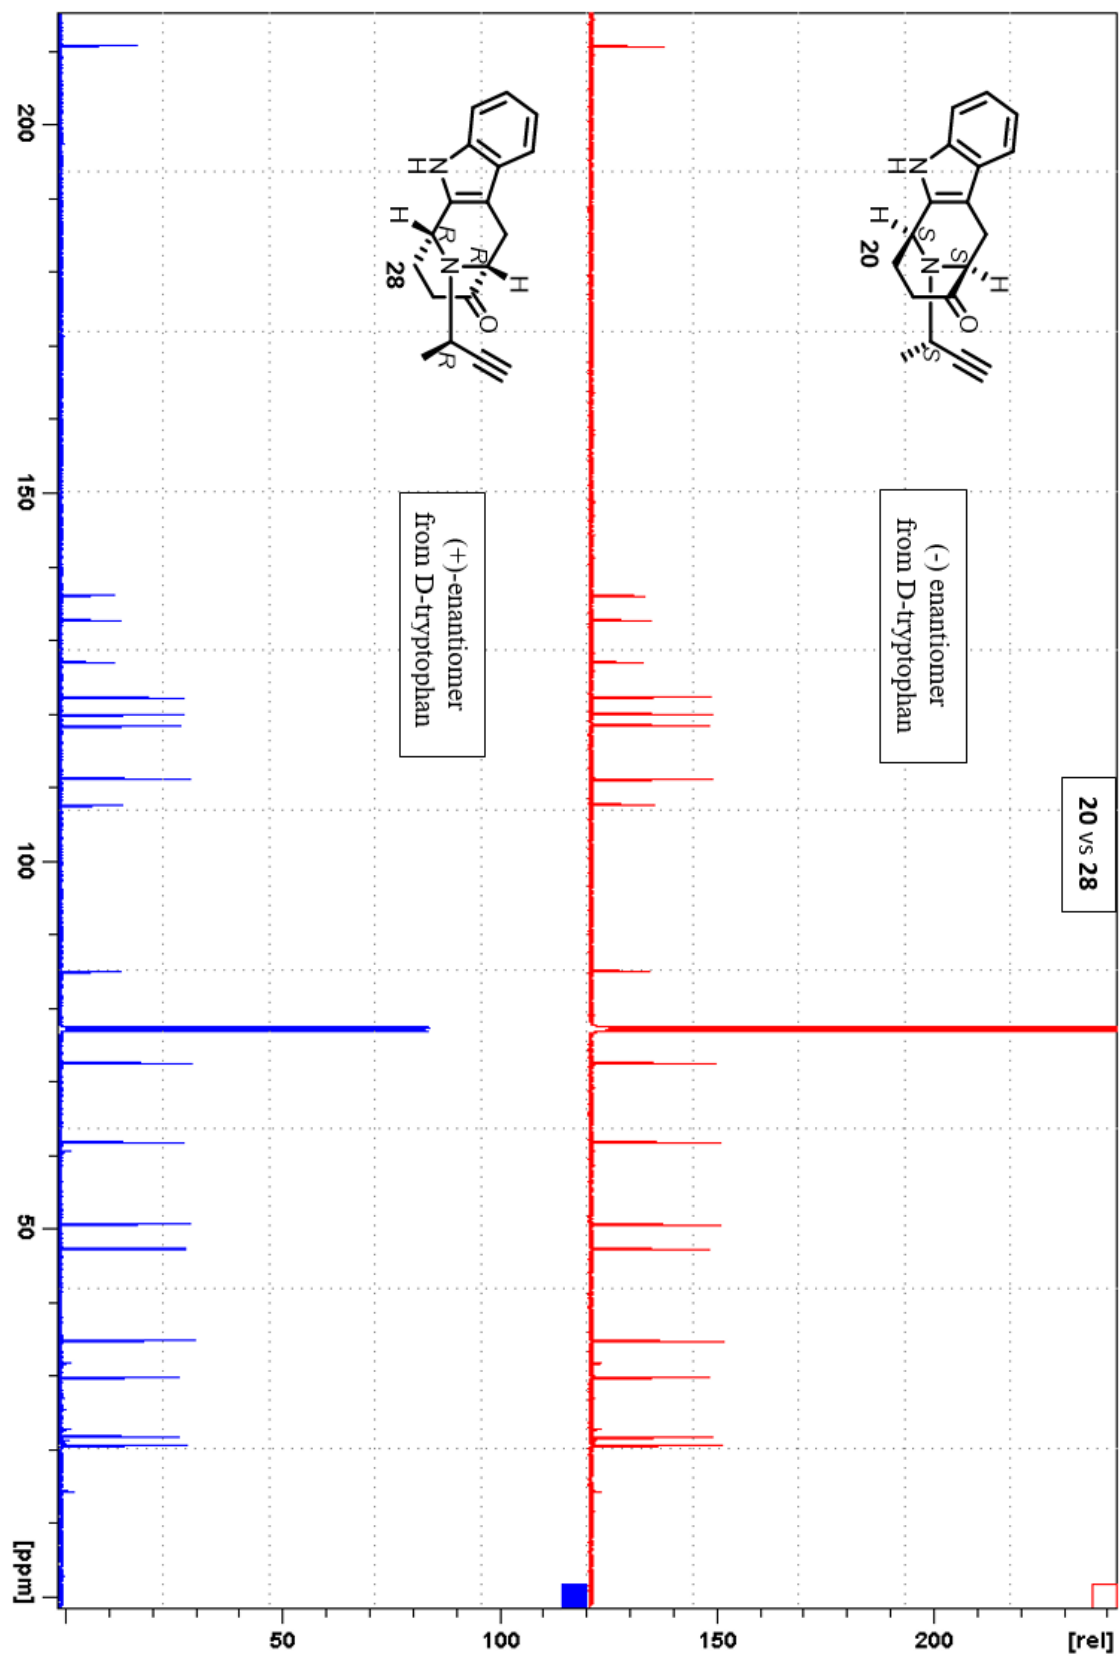 20 vs 28
(-) enantiomer
from D-tryptophan
(+)-enantiomer
from D-tryptophan
N
H
H
S
S
N
H
O
S
20
N
H
H
R
R
N
H
O
R
28
200
150
100
50
[ppm]
50
100
150
200
[rel]